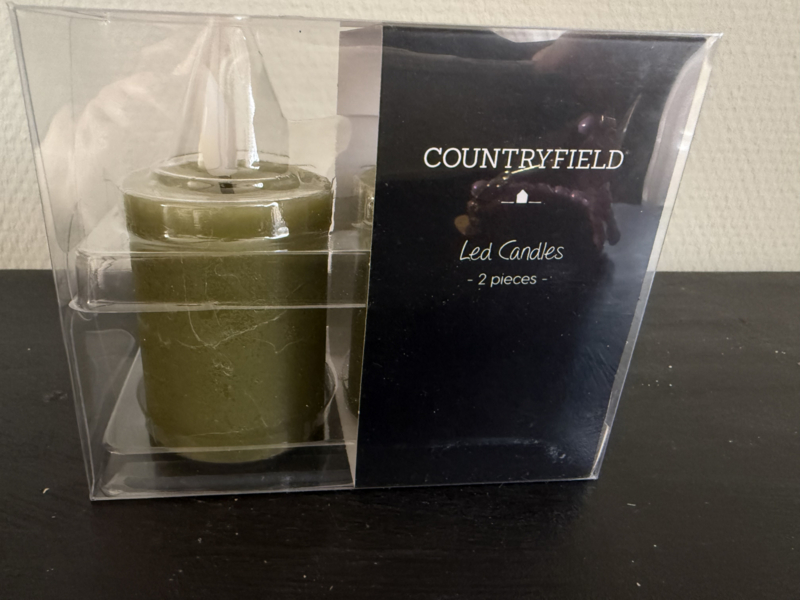 COUNTRYFIELD
Led Candles
- 2 pieces -